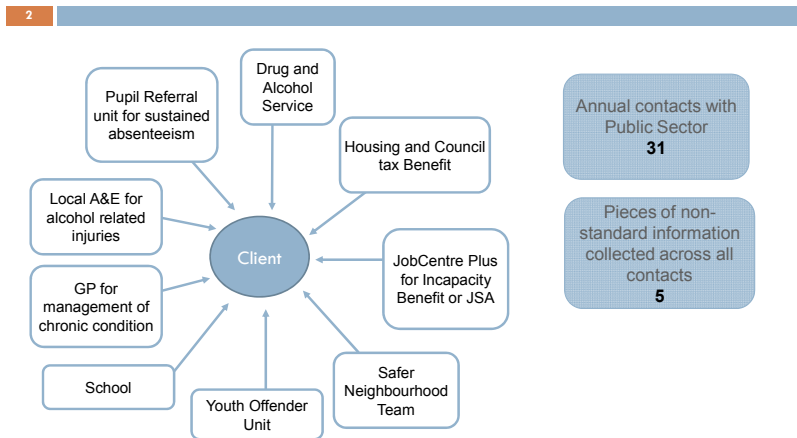 2
Drug and
Alcohol
Service
Pupil Referral
unit for sustained
absenteeism
Housing and Council
tax Benefit
Local A&E for
alcohol related
injuries
Client
JobCentre Plus
for Incapacity
Benefit or JSA
GP for
management of
chronic condition
School
Youth Offender
Unit
Safer
Neighbourhood
Team
Annual contacts with
Public Sector
31
Pieces of non-
standard information
collected across all
contacts
5